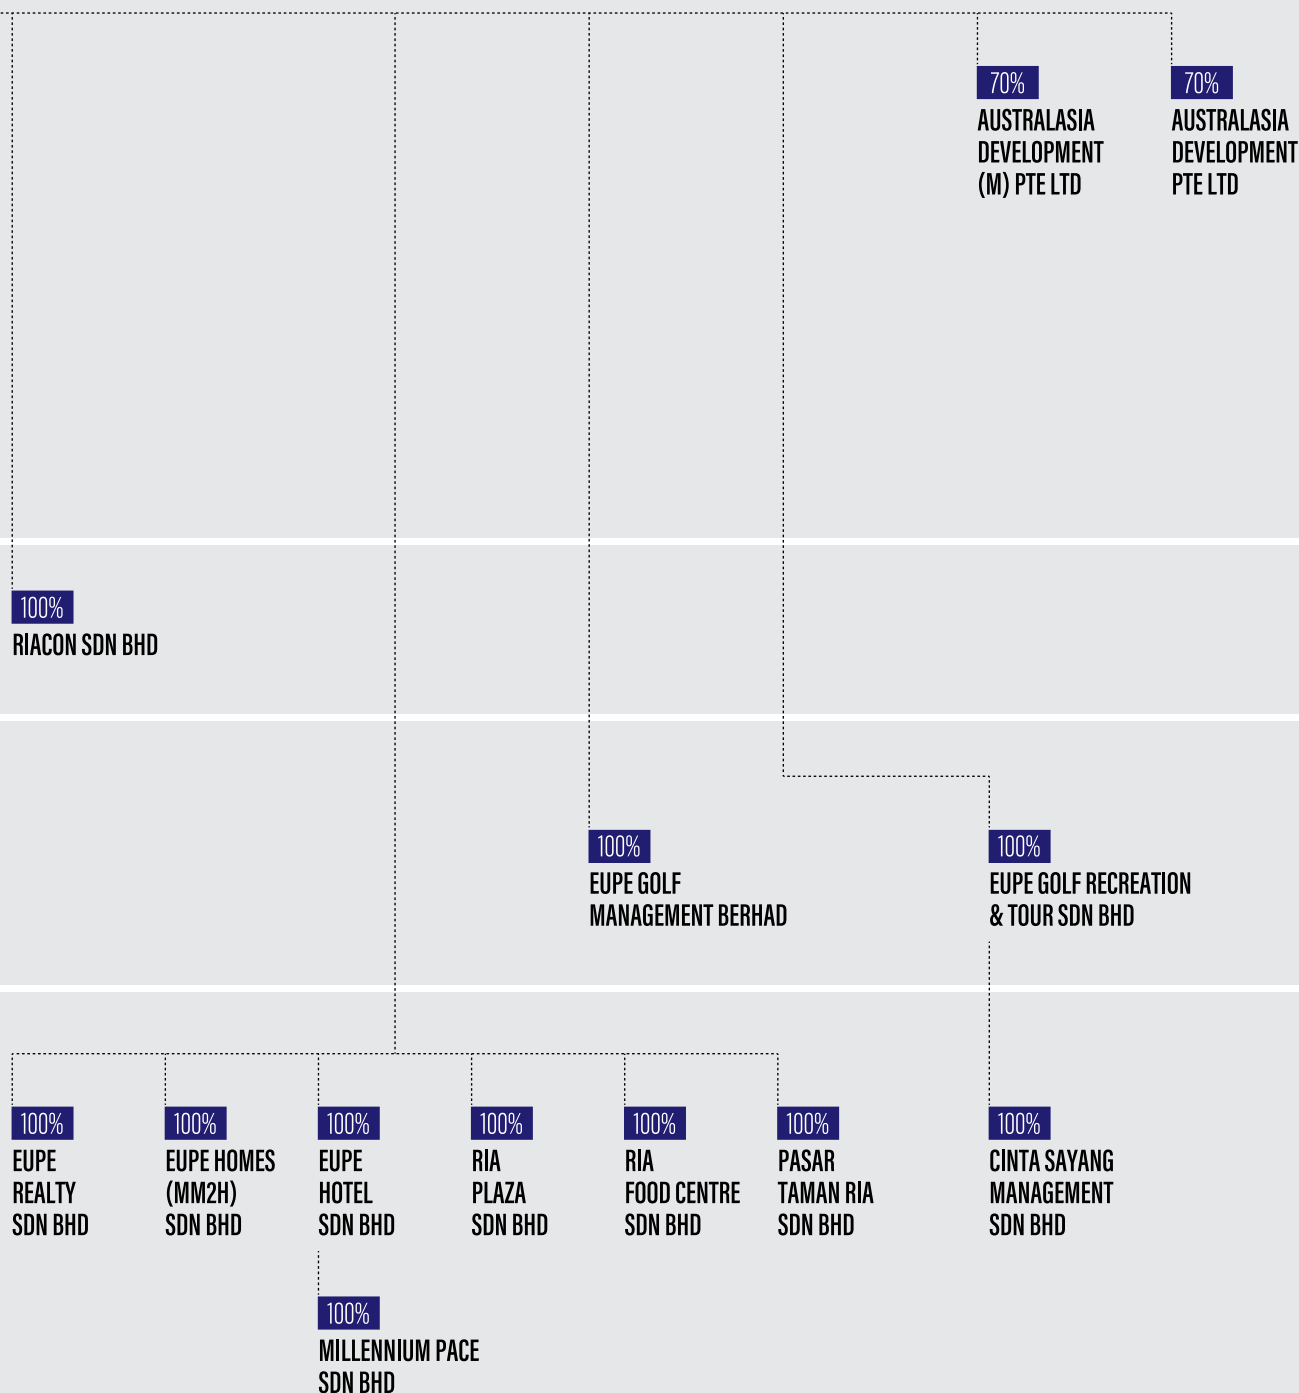 70%
AUSTRALASIA
DEVELOPMENT
(M) PTE LTD
70%
AUSTRALASIA
DEVELOPMENT
PTE LTD
100%
RIACON SDN BHD
100%
EUPE GOLF
MANAGEMENT BERHAD
100%
EUPE GOLF RECREATION
& TOUR SDN BHD
100%
EUPE
REALTY
SDN BHD
100%
EUPE HOMES
(MM2H)
SDN BHD
100%
EUPE
HOTEL
SDN BHD
100%
RIA
PLAZA
SDN BHD
100%
RIA
FOOD CENTRE
SDN BHD
100%
PASAR
TAMAN RIA
SDN BHD
100%
CINTA SAYANG
MANAGEMENT
SDN BHD
100%
MILLENNIUM PACE
SDN BHD